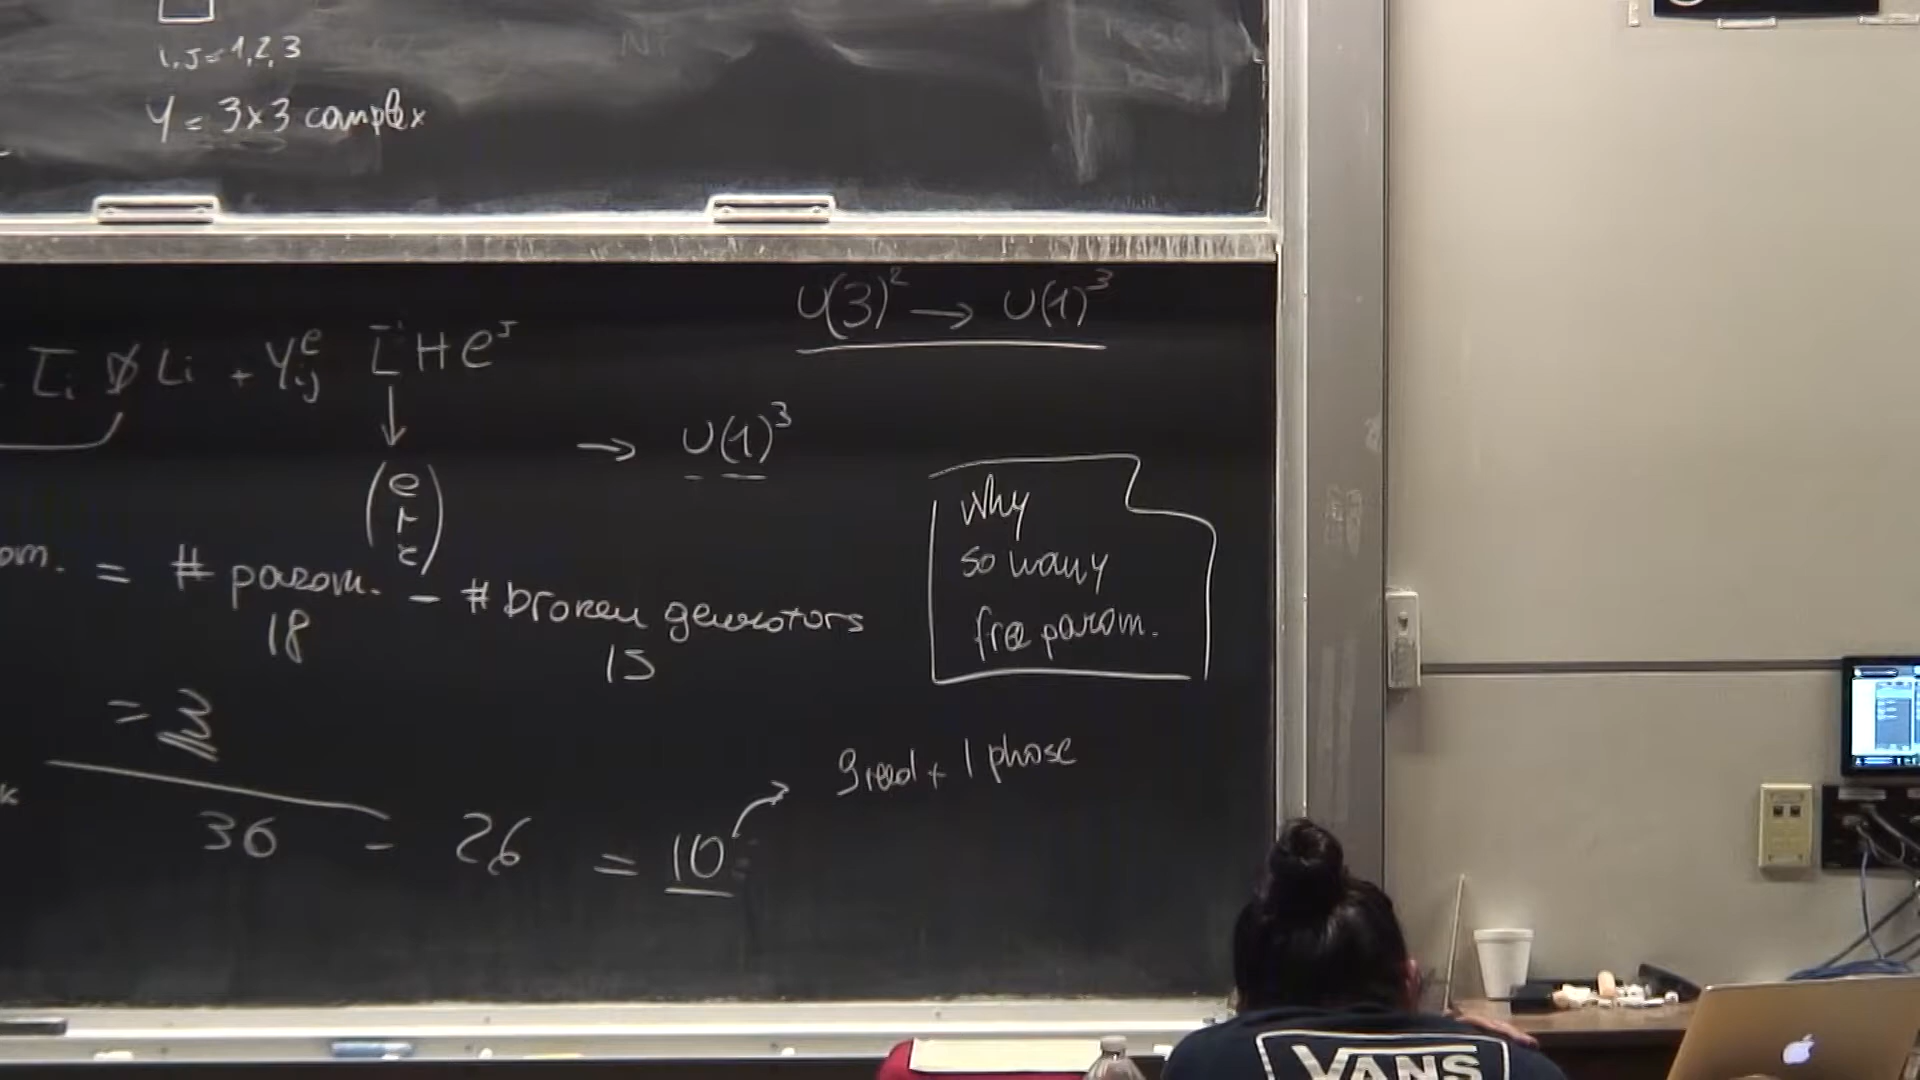 i,J=1,2,3
Y = 3x3 complex
U(3)² → U(1)³
L̄i D̸ Li + Yᵉij L̄ⁱ H eᴶ
↓
→ U(1)³
(e μ τ)
om. = # param. - # broken generators
18 15
= 3
why
so many
free param.
9 real + 1 phase
36 - 26 = 10
VANS